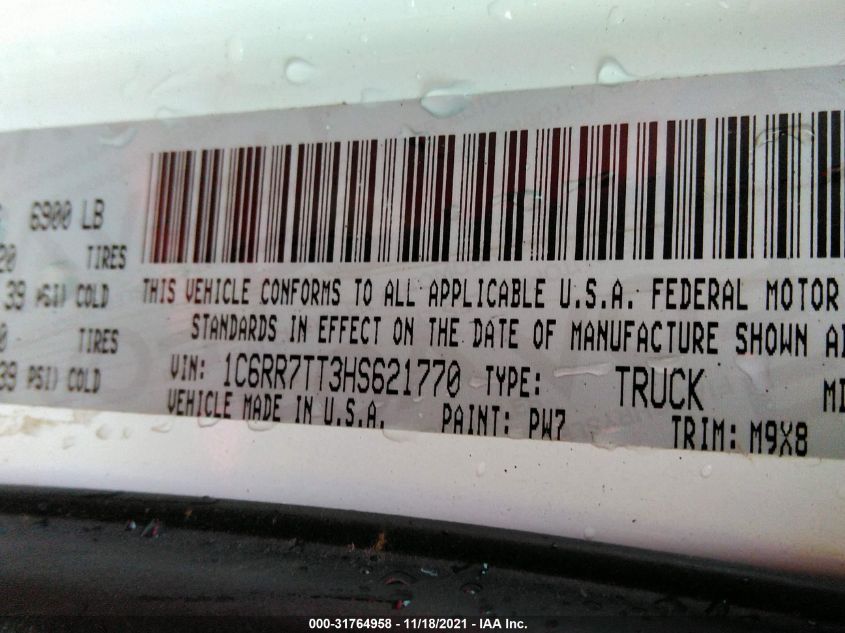 6900 LB
20 TIRES
39 PSI) COLD
TIRES
39 PSI) COLD
THIS VEHICLE CONFORMS TO ALL APPLICABLE U.S.A. FEDERAL MOTOR
STANDARDS IN EFFECT ON THE DATE OF MANUFACTURE SHOWN
VIN: 1C6RR7TT3HS621770 TYPE: TRUCK
VEHICLE MADE IN U.S.A. PAINT: PW7 TRIM: M9X8
000-31764958 - 11/18/2021 - IAA Inc.